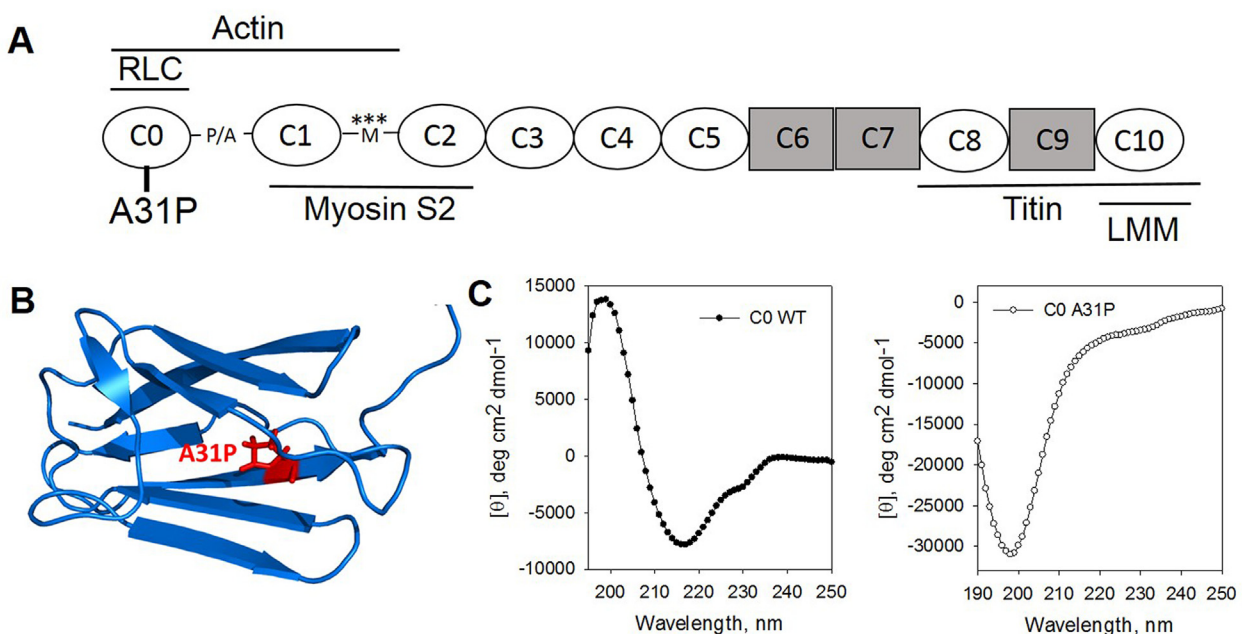 A
Actin
RLC
C0
P/A
C1
***
M
C2
C3
C4
C5
C6
C7
C8
C9
C10
A31P
Myosin S2
Titin
LMM
B
A31P
C
15000
10000
5000
0
-5000
-10000
[θ], deg cm2 dmol-1
C0 WT
200 210 220 230 240 250
Wavelength, nm
0
-5000
-10000
-15000
-20000
-25000
-30000
[θ], deg cm2 dmol-1
C0 A31P
190 200 210 220 230 240 250
Wavelength, nm